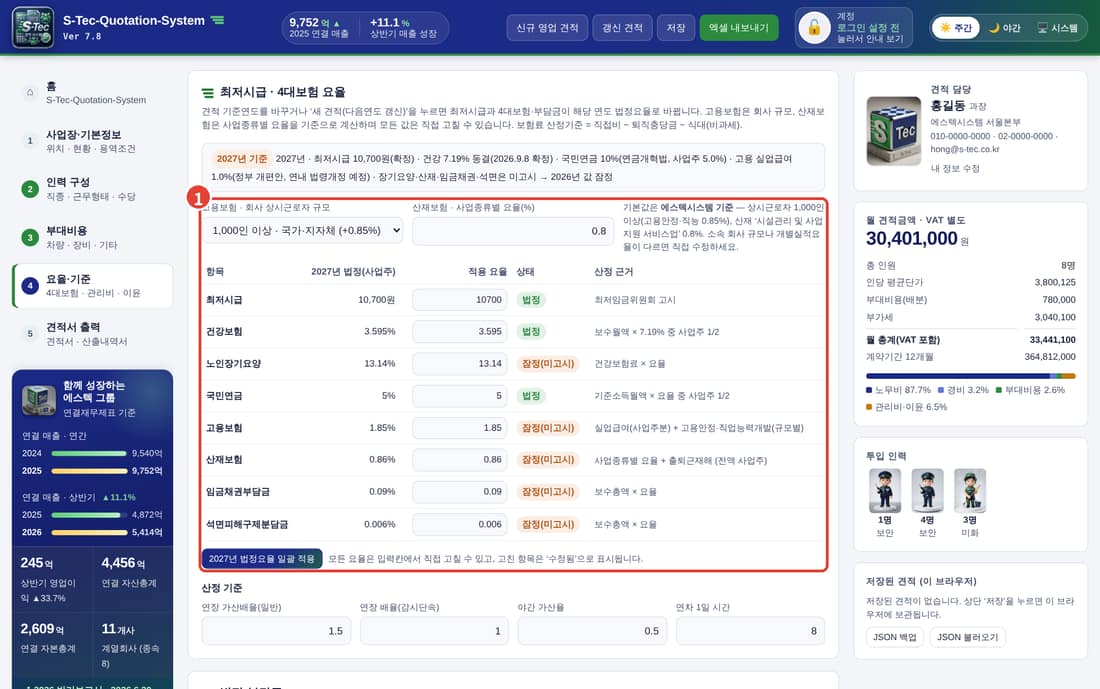 S-Tec
S-Tec-Quotation-System
Ver 7.8
9,752 억 ▲
2025 연결 매출
+11.1 %
상반기 매출 성장
신규 영업 견적
갱신 견적
저장
엑셀 내보내기
계정
로그인 설정 전
눌러서 안내 보기
주간
야간
시스템
홈
S-Tec-Quotation-System
1
사업장·기본정보
위치 · 현황 · 용역조건
2
인력 구성
직종 · 근무형태 · 수당
3
부대비용
차량 · 장비 · 기타
4
요율·기준
4대보험 · 관리비 · 이윤
5
견적서 출력
견적서 · 산출내역서
함께 성장하는
에스텍 그룹
연결재무제표 기준
연결 매출 · 연간
2024 9,540억
2025 9,752억
연결 매출 · 상반기 ▲11.1%
2025 4,872억
2026 5,414억
245억
상반기 영업이
익 ▲33.7%
4,456억
연결 자산총계
2,609억
연결 자본총계
11개사
계열회사 (종속
8)
최저시급 · 4대보험 요율
견적 기준연도를 바꾸거나 '새 견적(다음연도 갱신)'을 누르면 최저시급과 4대보험·부담금이 해당 연도 법정요율로 바뀝니다. 고용보험은 회사 규모, 산재보
험은 사업종류별 요율을 기준으로 계산하며 모든 값은 직접 고칠 수 있습니다. 보험료 산정기준 = 직접비 − 퇴직충당금 − 식대(비과세).
2027년 기준 2027년 · 최저시급 10,700원(확정) · 건강 7.19% 동결(2026.9.8 확정) · 국민연금 10%(연금개혁법, 사업주 5.0%) · 고용 실업급여
1.0%(정부 개편안, 연내 법령개정 예정) · 장기요양·산재·임금채권·석면은 미고시 → 2026년 값 잠정
1
고용보험 · 회사 상시근로자 규모
1,000인 이상 · 국가·지자체 (+0.85%)
산재보험 · 사업종류별 요율(%)
0.8
기본값은 에스텍시스템 기준 — 상시근로자 1,000인
이상(고용안정·직능 0.85%), 산재 '시설관리 및 사업
지원 서비스업' 0.8%. 소속 회사 규모나 개별실적요
율이 다르면 직접 수정하세요.
항목 2027년 법정(사업주) 적용 요율 상태 산정 근거
최저시급 10,700원 10700 법정 최저임금위원회 고시
건강보험 3.595% 3.595 법정 보수월액 × 7.19% 중 사업주 1/2
노인장기요양 13.14% 13.14 잠정(미고시) 건강보험료 × 요율
국민연금 5% 5 법정 기준소득월액 × 요율 중 사업주 1/2
고용보험 1.85% 1.85 잠정(미고시) 실업급여(사업주분) + 고용안정·직업능력개발(규모별)
산재보험 0.86% 0.86 잠정(미고시) 사업종류별 요율 + 출퇴근재해 (전액 사업주)
임금채권부담금 0.09% 0.09 잠정(미고시) 보수총액 × 요율
석면피해구제분담금 0.006% 0.006 잠정(미고시) 보수총액 × 요율
2027년 법정요율 일괄 적용 모든 요율은 입력칸에서 직접 고칠 수 있고, 고친 항목은 '수정됨'으로 표시됩니다.
산정 기준
연장 가산배율(일반) 연장 배율(감시단속) 야간 가산율 연차 1일 시간
1.5 1 0.5 8
견적 담당
홍길동 과장
에스텍시스템 서울본부
010-0000-0000 · 02-0000-0000 ·
hong@s-tec.co.kr
내 정보 수정
월 견적금액 · VAT 별도
30,401,000 원
총 인원 8명
인당 평균단가 3,800,125
부대비용(배분) 780,000
부가세 3,040,100
월 총계(VAT 포함) 33,441,100
계약기간 12개월 364,812,000
노무비 87.7% 경비 3.2% 부대비용 2.6%
관리비·이윤 6.5%
투입 인력
1명 4명 3명
보안 보안 미화
저장된 견적 (이 브라우저)
저장된 견적이 없습니다. 상단 '저장'을 누르면 이 브라
우저에 보관됩니다.
JSON 백업 JSON 불러오기